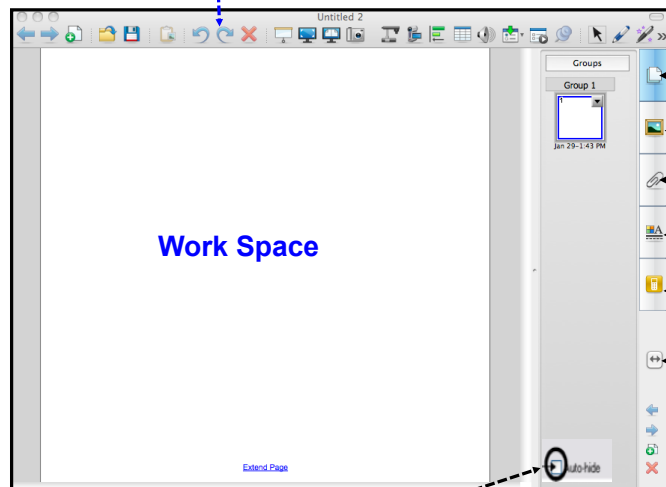 Untitled 2
Groups
Group 1
1
Jan 29-1:43 PM
Work Space
Extend Page
Auto-hide